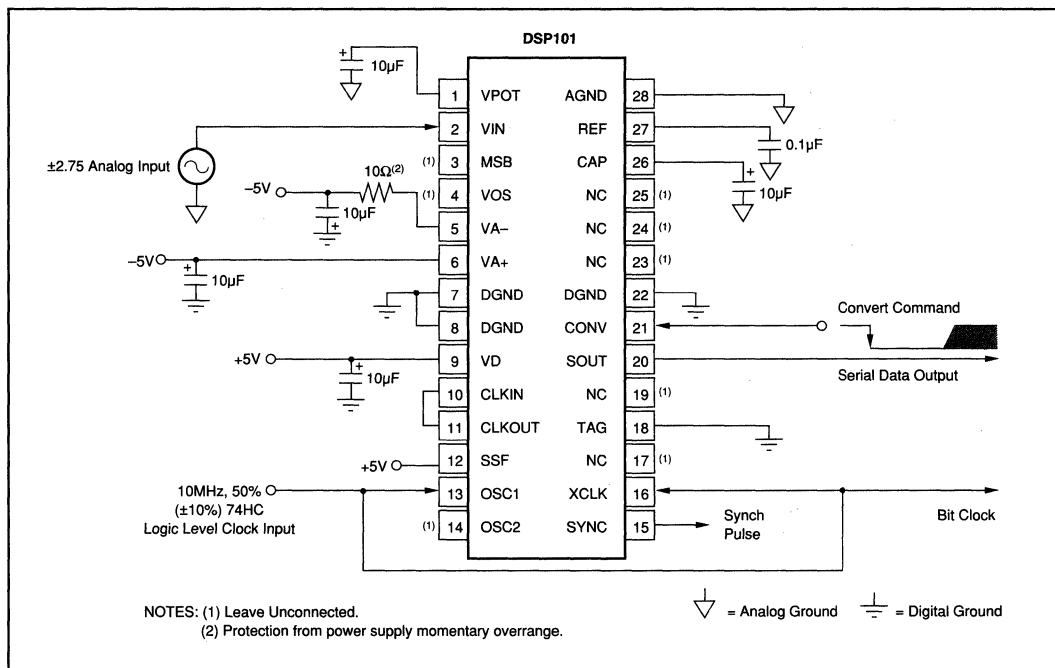 DSP101
+ 10µF
1 VPOT AGND 28
2 VIN REF 27
0.1µF
±2.75 Analog Input
(1) 3 MSB CAP 26
+ 10µF
10Ω(2)
–5V
(1) 4 VOS NC 25 (1)
10µF +
5 VA– NC 24 (1)
–5V
6 VA+ NC 23 (1)
+ 10µF
7 DGND DGND 22
Convert Command
8 DGND CONV 21
+5V
9 VD SOUT 20
Serial Data Output
+ 10µF
10 CLKIN NC 19 (1)
11 CLKOUT TAG 18
+5V
12 SSF NC 17 (1)
10MHz, 50%
(±10%) 74HC
Logic Level Clock Input
13 OSC1 XCLK 16
Bit Clock
(1) 14 OSC2 SYNC 15
Synch
Pulse
NOTES: (1) Leave Unconnected.
(2) Protection from power supply momentary overrange.
= Analog Ground
= Digital Ground